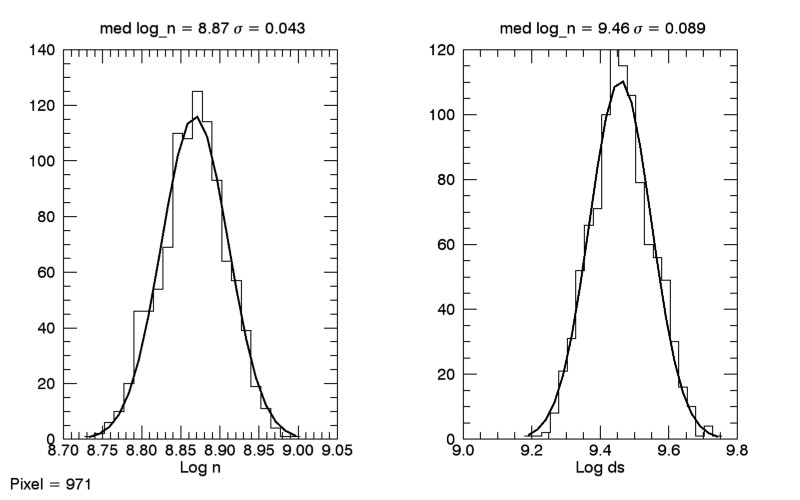 med log_n = 8.87 σ = 0.043
140
120
100
80
60
40
20
0
8.70 8.75 8.80 8.85 8.90 8.95 9.00 9.05
Log n
med log_n = 9.46 σ = 0.089
120
100
80
60
40
20
0
9.0 9.2 9.4 9.6 9.8
Log ds
Pixel = 971